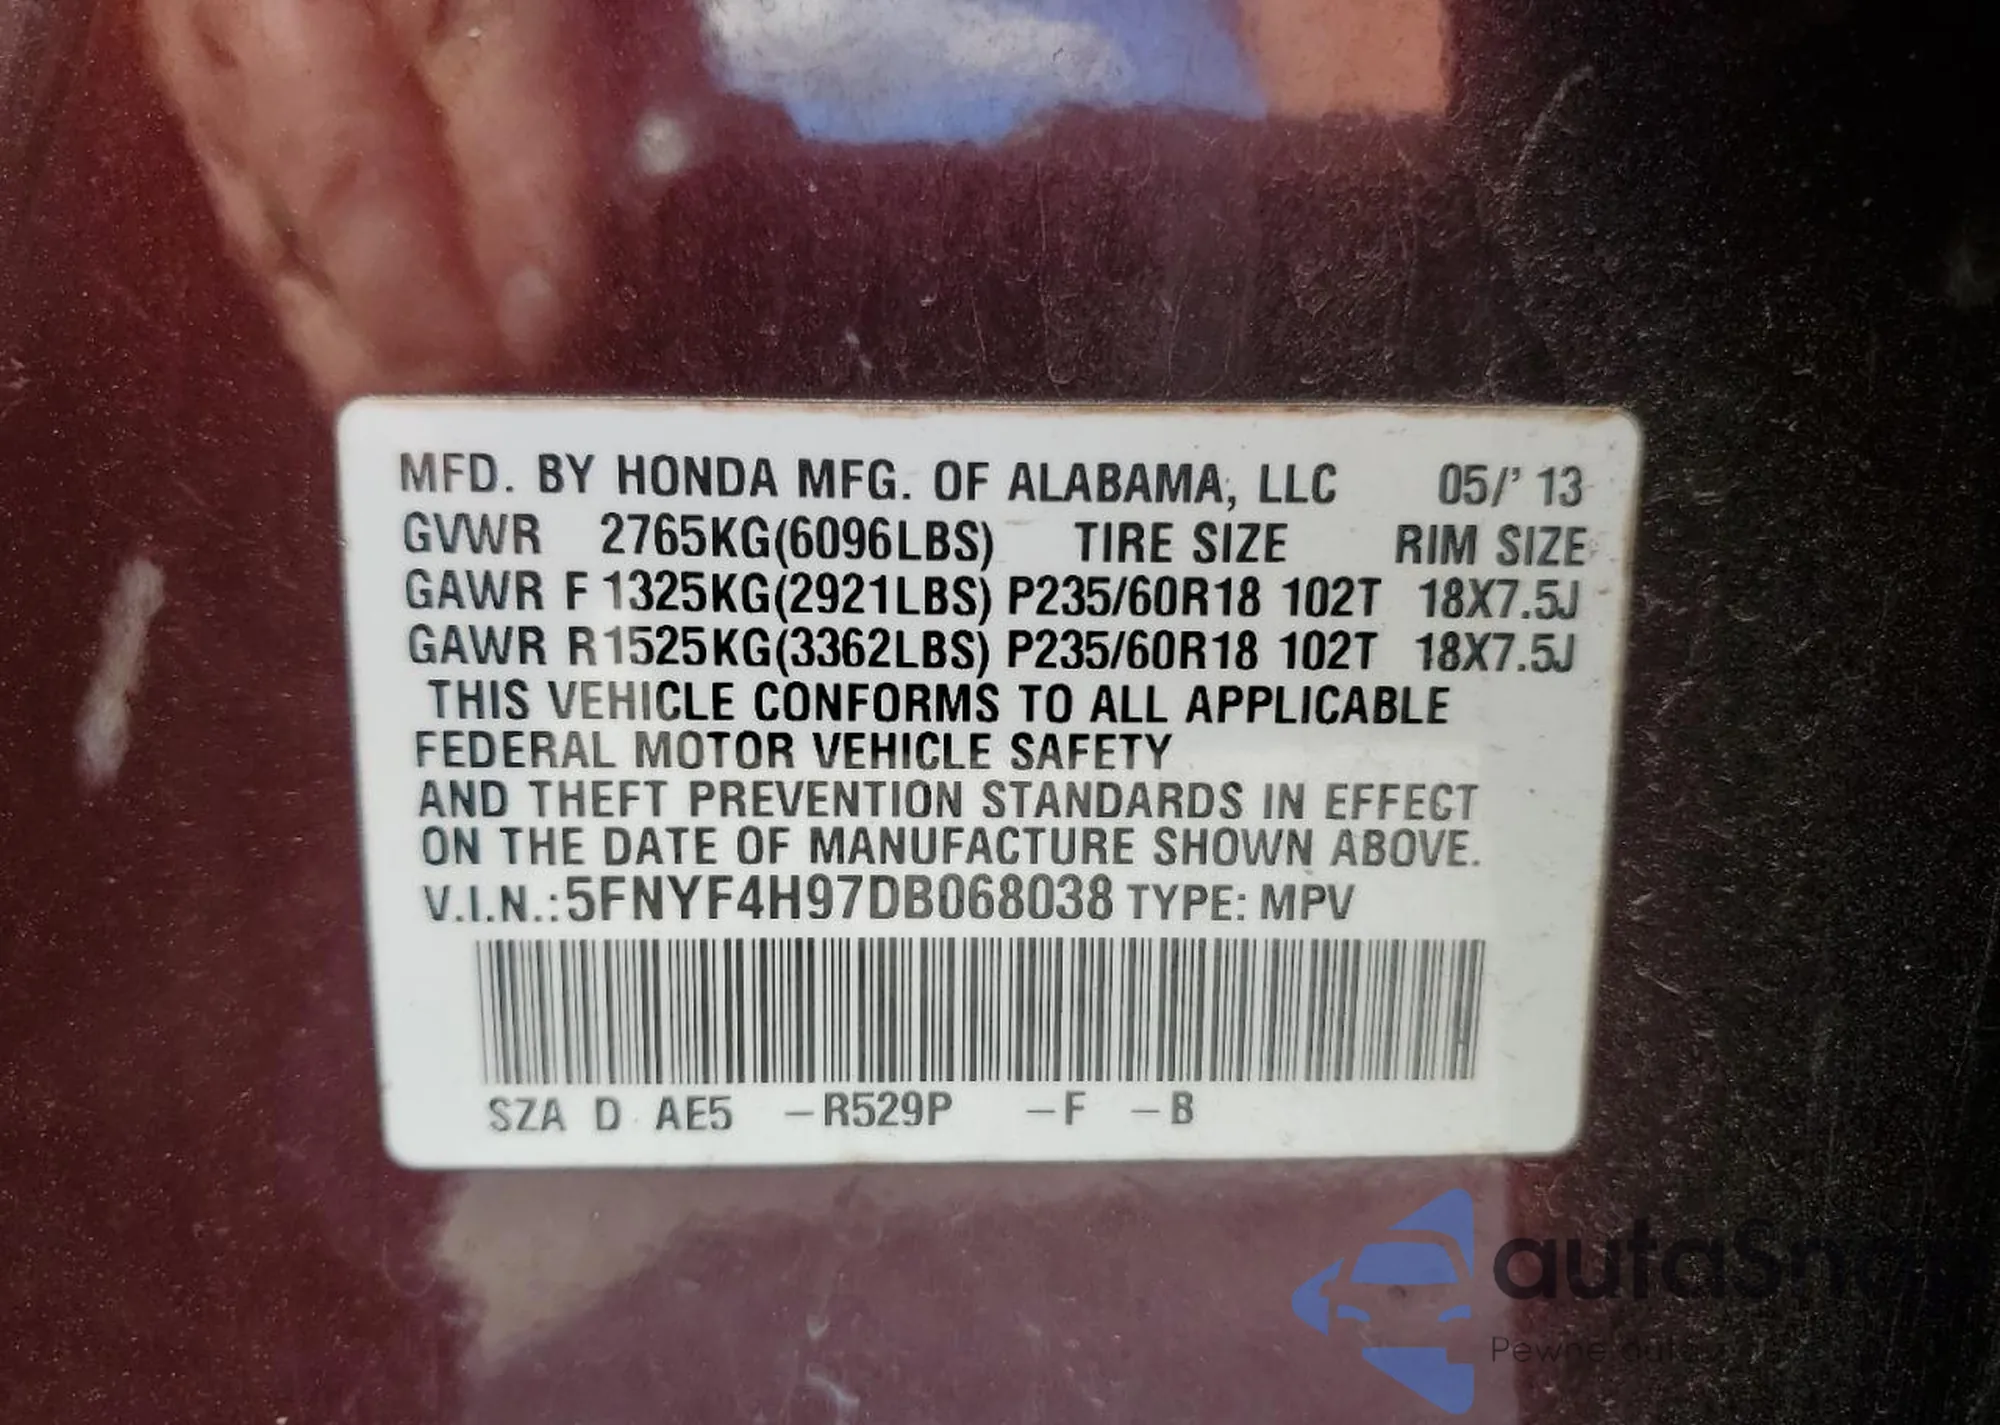 MFD. BY HONDA MFG. OF ALABAMA, LLC 05/' 13
GVWR 2765KG(6096LBS) TIRE SIZE RIM SIZE
GAWR F 1325KG(2921LBS) P235/60R18 102T 18X7.5J
GAWR R1525KG(3362LBS) P235/60R18 102T 18X7.5J
THIS VEHICLE CONFORMS TO ALL APPLICABLE
FEDERAL MOTOR VEHICLE SAFETY
AND THEFT PREVENTION STANDARDS IN EFFECT
ON THE DATE OF MANUFACTURE SHOWN ABOVE.
V.I.N.:5FNYF4H97DB068038 TYPE: MPV
SZA D AE5 –R529P –F –B
autaSho
Pewne aut